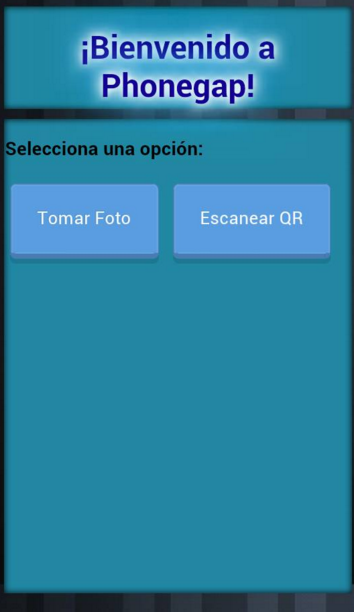 ¡Bienvenido a
Phonegap!
Selecciona una opción:
Tomar Foto
Escanear QR